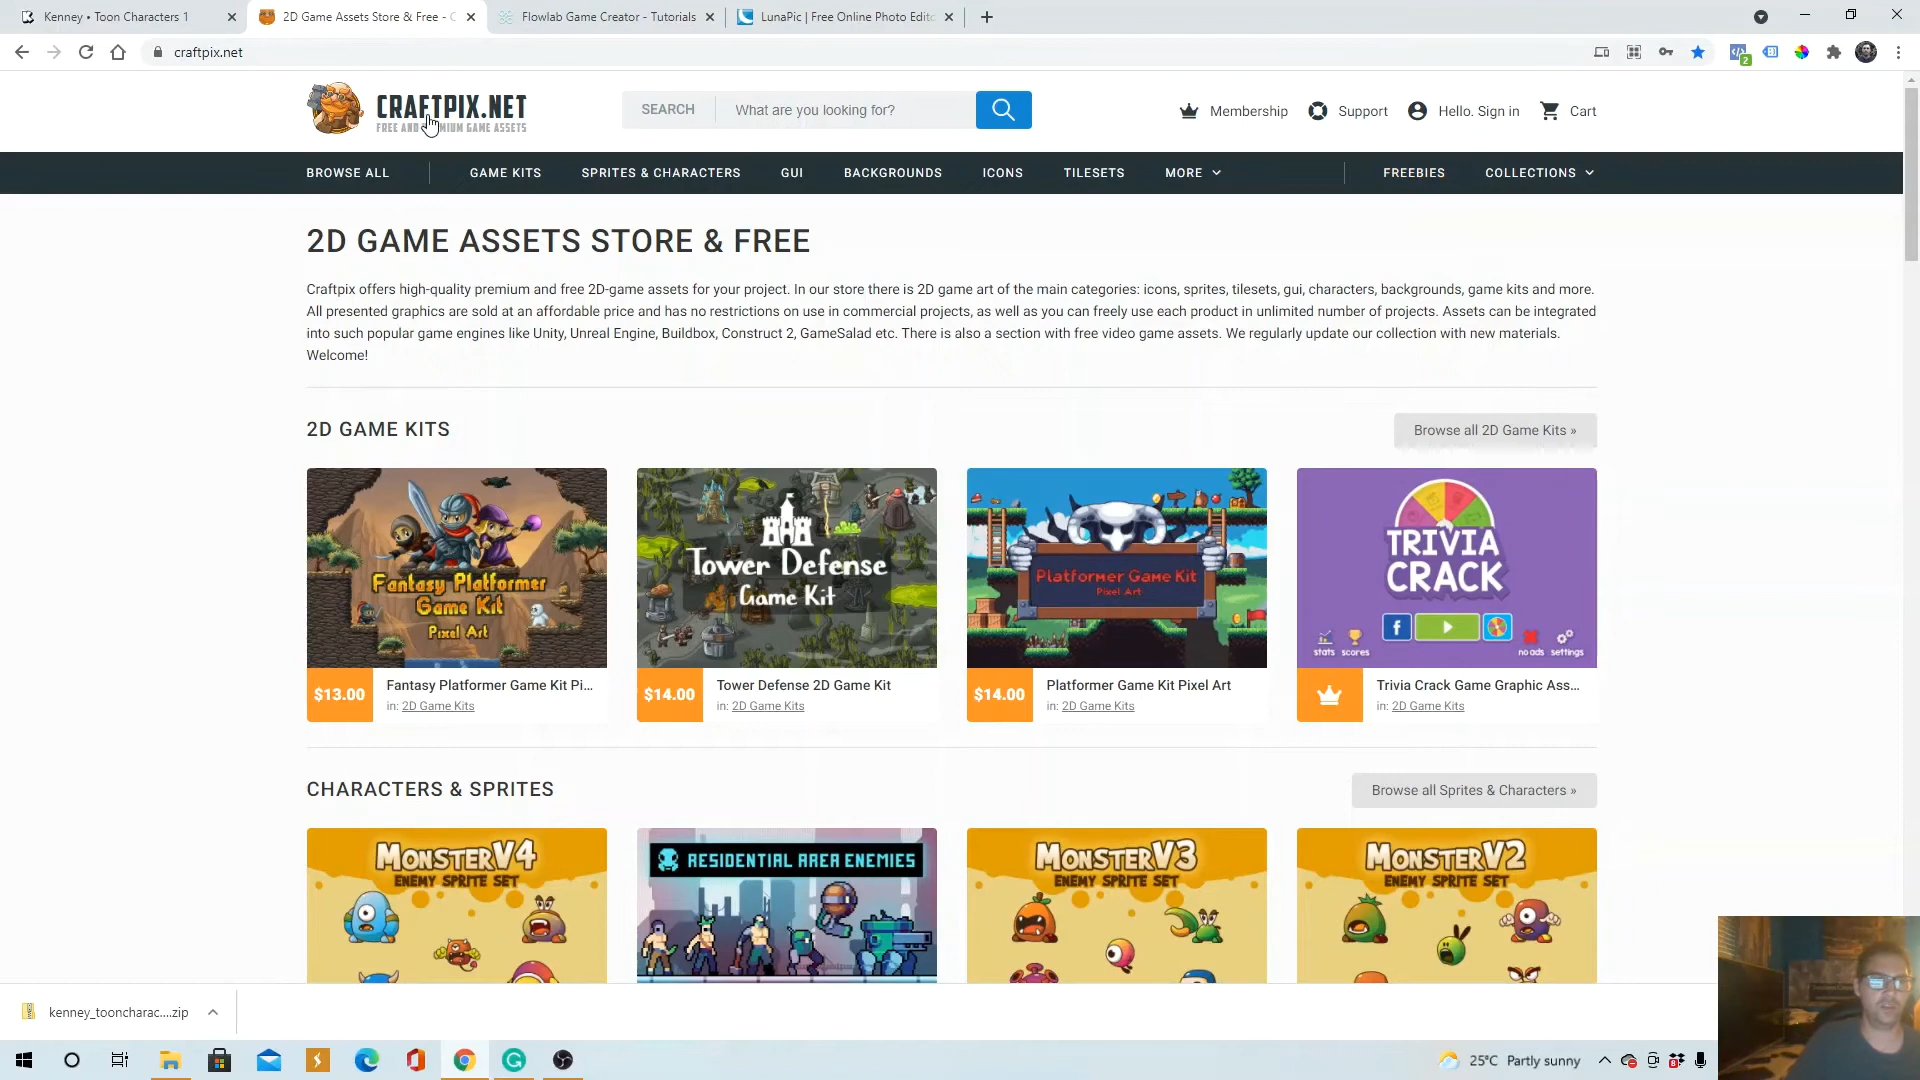 Kenney • Toon Characters 1
2D Game Assets Store & Free - C
Flowlab Game Creator - Tutorials
LunaPic | Free Online Photo Edito
craftpix.net
2
CRAFTPIX.NET
FREE AND PREMIUM GAME ASSETS
SEARCH
What are you looking for?
Membership
Support
Hello. Sign in
Cart
BROWSE ALL
GAME KITS
SPRITES & CHARACTERS
GUI
BACKGROUNDS
ICONS
TILESETS
MORE
FREEBIES
COLLECTIONS
2D GAME ASSETS STORE & FREE
Craftpix offers high-quality premium and free 2D-game assets for your project. In our store there is 2D game art of the main categories: icons, sprites, tilesets, gui, characters, backgrounds, game kits and more.
All presented graphics are sold at an affordable price and has no restrictions on use in commercial projects, as well as you can freely use each product in unlimited number of projects. Assets can be integrated
into such popular game engines like Unity, Unreal Engine, Buildbox, Construct 2, GameSalad etc. There is also a section with free video game assets. We regularly update our collection with new materials.
Welcome!
2D GAME KITS
Browse all 2D Game Kits »
Fantasy Platformer
Game Kit
Pixel Art
Tower Defense
Game Kit
Platformer Game Kit
Pixel Art
TRIVIA
CRACK
stats scores
no ads settings
$13.00
Fantasy Platformer Game Kit Pi...
in: 2D Game Kits
$14.00
Tower Defense 2D Game Kit
in: 2D Game Kits
$14.00
Platformer Game Kit Pixel Art
in: 2D Game Kits
Trivia Crack Game Graphic Ass...
in: 2D Game Kits
CHARACTERS & SPRITES
Browse all Sprites & Characters »
MONSTER V4
ENEMY SPRITE SET
RESIDENTIAL AREA ENEMIES
MONSTER V3
ENEMY SPRITE SET
MONSTER V2
ENEMY SPRITE SET
kenney_tooncharac....zip
25°C Partly sunny